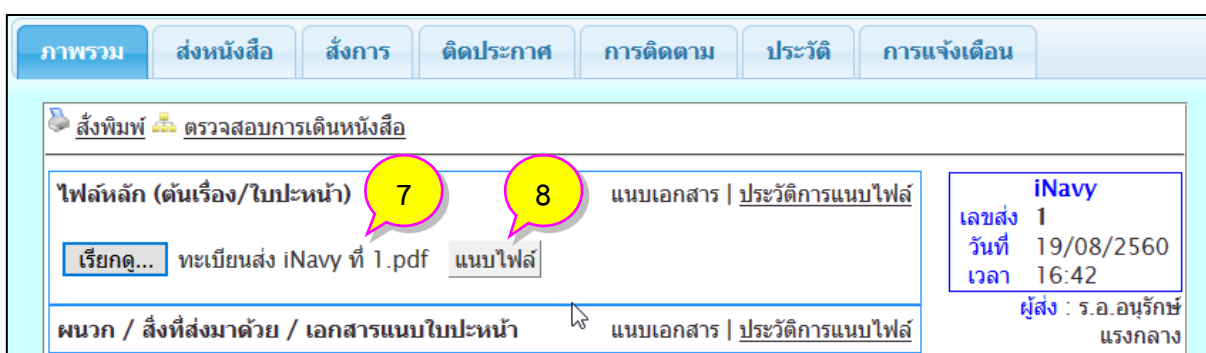 ภาพรวม ส่งหนังสือ สั่งการ ติดประกาศ การติดตาม ประวัติ การแจ้งเตือน
สั่งพิมพ์ ตรวจสอบการเดินหนังสือ
ไฟล์หลัก (ต้นเรื่อง/ใบปะหน้า) 7 8 แนบเอกสาร | ประวัติการแนบไฟล์
เรียกดู... ทะเบียนส่ง iNavy ที่ 1.pdf แนบไฟล์
ผนวก / สิ่งที่ส่งมาด้วย / เอกสารแนบใบปะหน้า แนบเอกสาร | ประวัติการแนบไฟล์
iNavy
เลขส่ง 1
วันที่ 19/08/2560
เวลา 16:42
ผู้ส่ง : ร.อ.อนุรักษ์
แรงกลาง